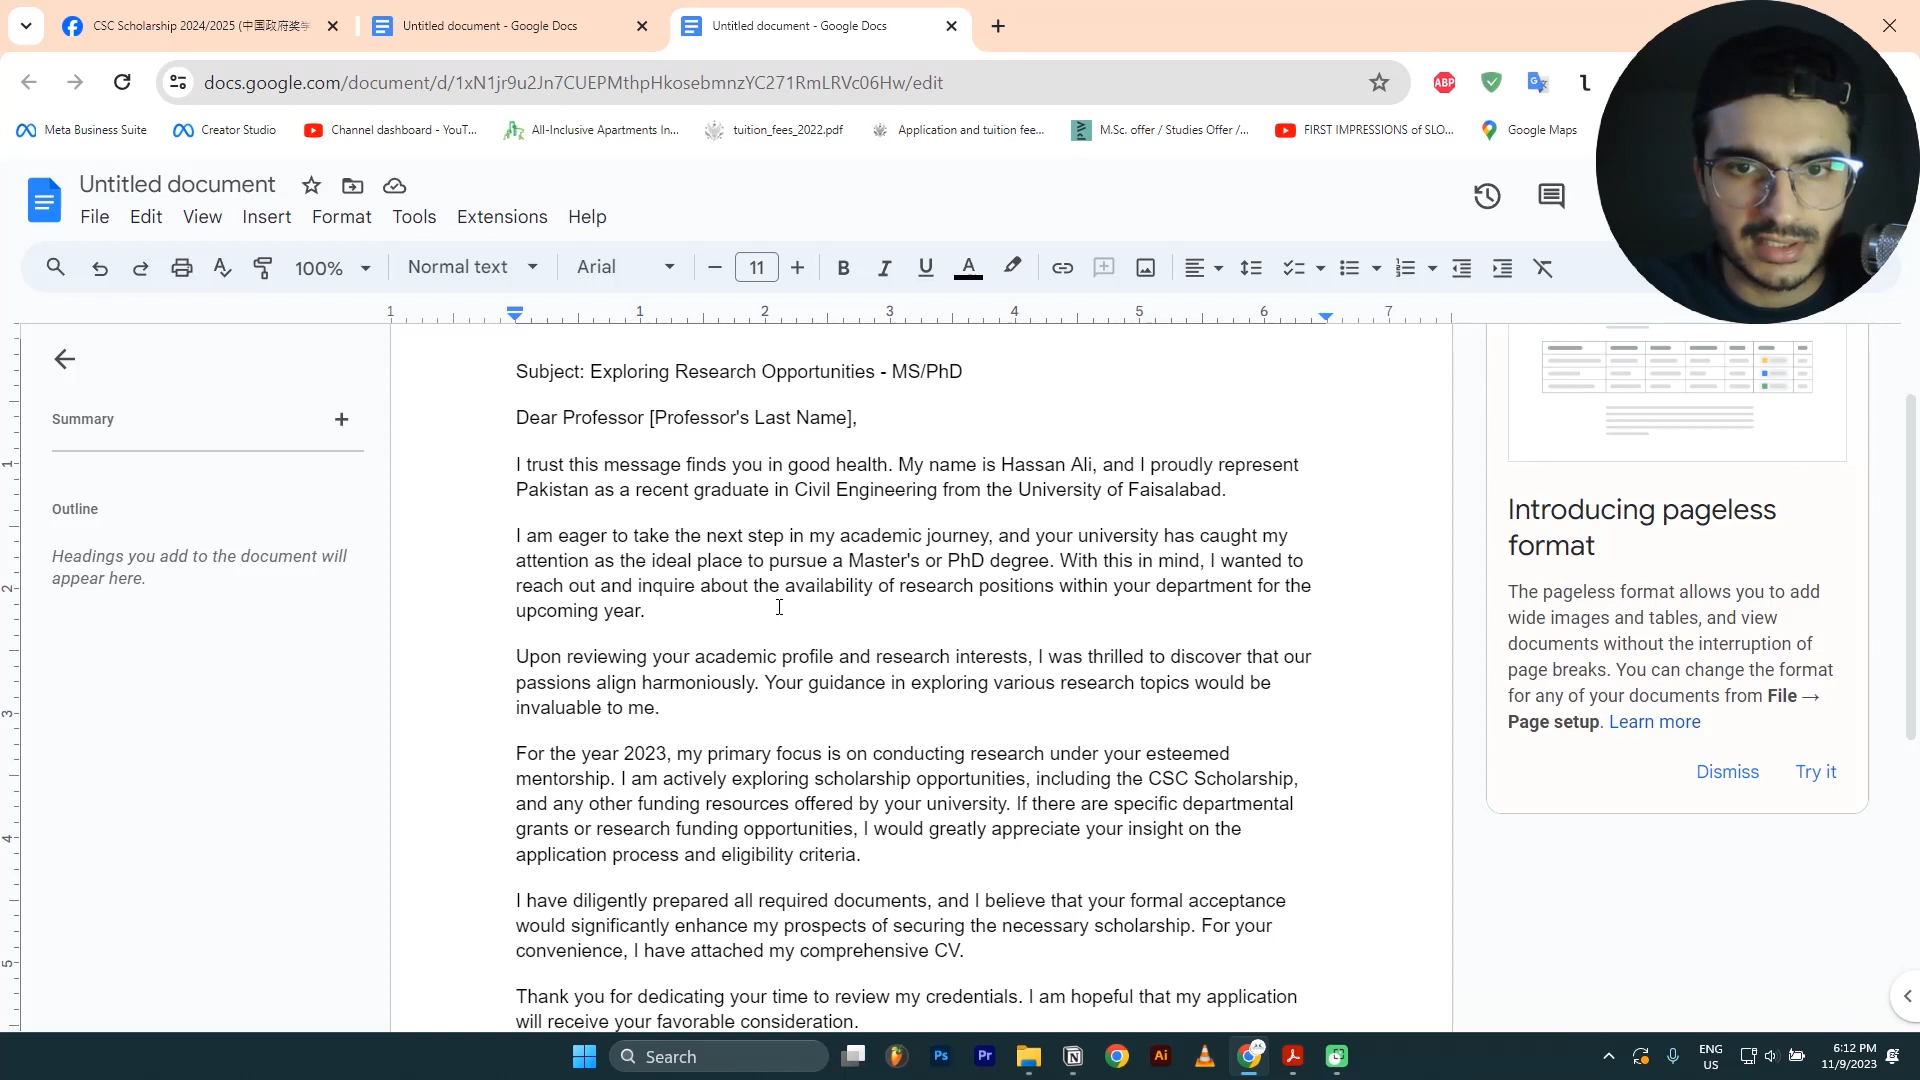 CSC Scholarship 2024/2025 (中国政府奖学
Untitled document - Google Docs
Untitled document - Google Docs
docs.google.com/document/d/1xN1jr9u2Jn7CUEPMthpHkosebmnzYC271RmLRVc06Hw/edit
ABP
Meta Business Suite
Creator Studio
Channel dashboard - YouT...
All-Inclusive Apartments In...
tuition_fees_2022.pdf
Application and tuition fee...
M.Sc. offer / Studies Offer /...
FIRST IMPRESSIONS of SLO...
Google Maps
Untitled document
File Edit View Insert Format Tools Extensions Help
100% Normal text Arial 11
1 1 2 3 4 5 6 7
Summary
Outline
Headings you add to the document will
appear here.
1
2
3
4
5
Subject: Exploring Research Opportunities - MS/PhD
Dear Professor [Professor's Last Name],
I trust this message finds you in good health. My name is Hassan Ali, and I proudly represent
Pakistan as a recent graduate in Civil Engineering from the University of Faisalabad.
I am eager to take the next step in my academic journey, and your university has caught my
attention as the ideal place to pursue a Master's or PhD degree. With this in mind, I wanted to
reach out and inquire about the availability of research positions within your department for the
upcoming year.
Upon reviewing your academic profile and research interests, I was thrilled to discover that our
passions align harmoniously. Your guidance in exploring various research topics would be
invaluable to me.
For the year 2023, my primary focus is on conducting research under your esteemed
mentorship. I am actively exploring scholarship opportunities, including the CSC Scholarship,
and any other funding resources offered by your university. If there are specific departmental
grants or research funding opportunities, I would greatly appreciate your insight on the
application process and eligibility criteria.
I have diligently prepared all required documents, and I believe that your formal acceptance
would significantly enhance my prospects of securing the necessary scholarship. For your
convenience, I have attached my comprehensive CV.
Thank you for dedicating your time to review my credentials. I am hopeful that my application
will receive your favorable consideration.
Introducing pageless
format
The pageless format allows you to add
wide images and tables, and view
documents without the interruption of
page breaks. You can change the format
for any of your documents from File →
Page setup. Learn more
Dismiss Try it
Search
Ps
Pr
Ai
ENG
US
6:12 PM
11/9/2023